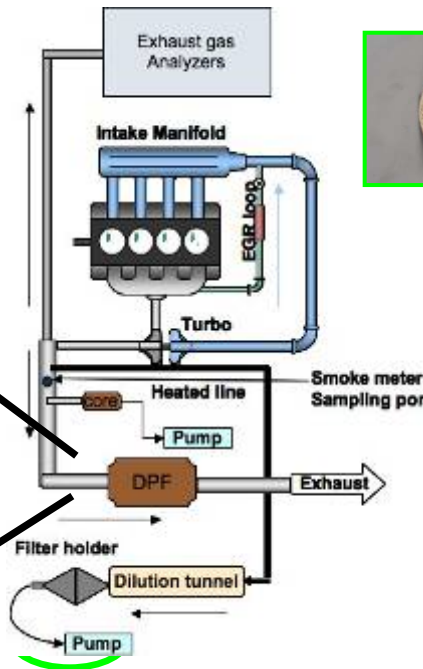 Exhaust gas
Analyzers
Intake Manifold
EGR loop
Turbo
Smoke meter
Sampling por
Heated line
core
Pump
DPF
Exhaust
Filter holder
Dilution tunnel
Pump